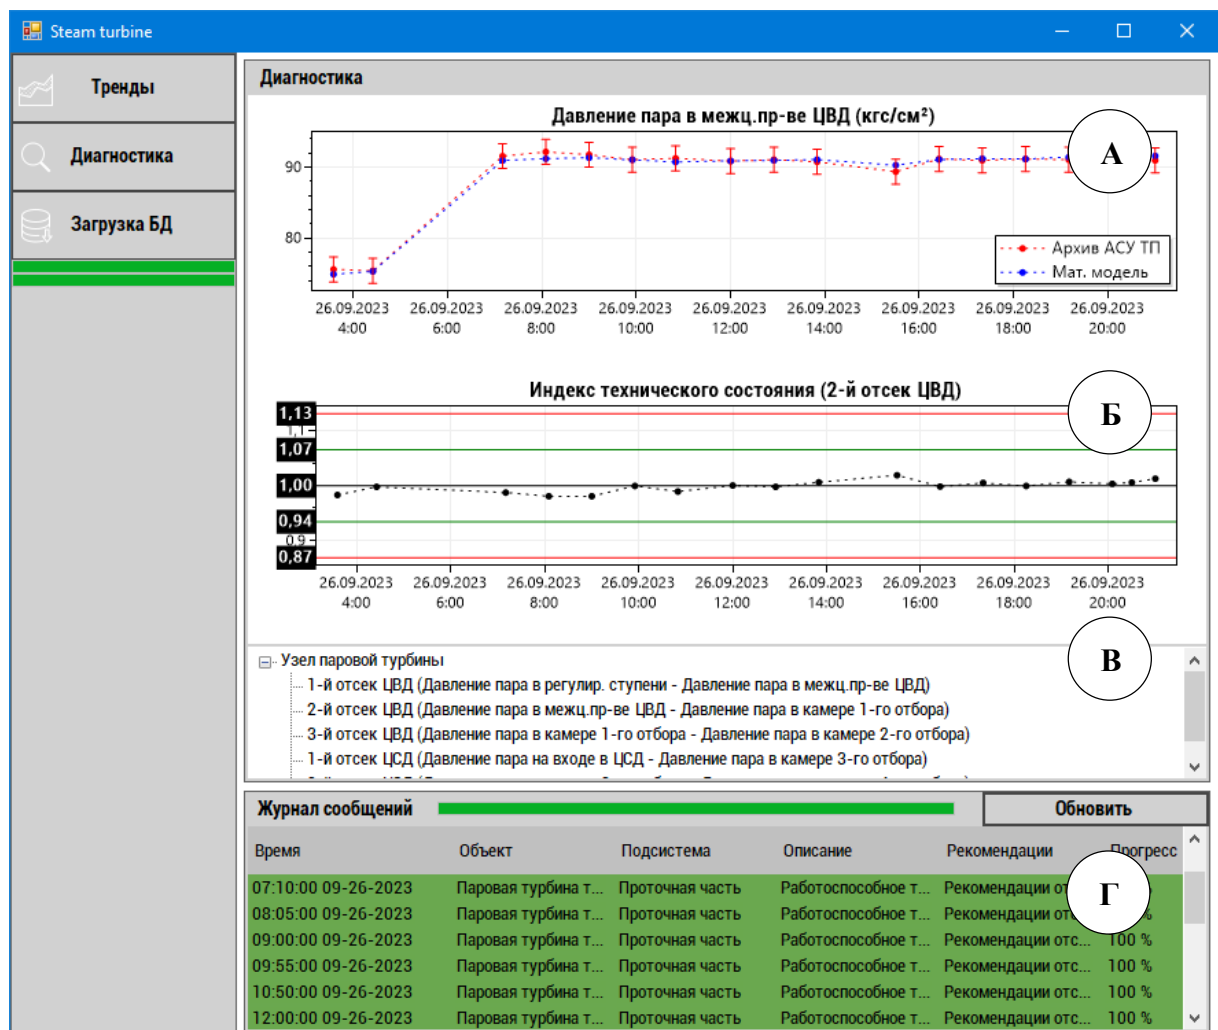 Steam turbine
Тренды
Диагностика
Загрузка БД
Диагностика
Давление пара в межц.пр-ве ЦВД (кгс/см²)
А
90
80
Архив АСУ ТП
Мат. модель
26.09.2023 26.09.2023 26.09.2023 26.09.2023 26.09.2023 26.09.2023 26.09.2023 26.09.2023 26.09.2023
4:00 6:00 8:00 10:00 12:00 14:00 16:00 18:00 20:00
Индекс технического состояния (2-й отсек ЦВД)
Б
1,13
1,1
1,07
1,00
0,94
0,9
0,87
26.09.2023 26.09.2023 26.09.2023 26.09.2023 26.09.2023 26.09.2023 26.09.2023 26.09.2023 26.09.2023
4:00 6:00 8:00 10:00 12:00 14:00 16:00 18:00 20:00
В
Узел паровой турбины
1-й отсек ЦВД (Давление пара в регулир. ступени - Давление пара в межц.пр-ве ЦВД)
2-й отсек ЦВД (Давление пара в межц.пр-ве ЦВД - Давление пара в камере 1-го отбора)
3-й отсек ЦВД (Давление пара в камере 1-го отбора - Давление пара в камере 2-го отбора)
1-й отсек ЦСД (Давление пара на входе в ЦСД - Давление пара в камере 3-го отбора)
Журнал сообщений Обновить
Время Объект Подсистема Описание Рекомендации Прогресс
Г
07:10:00 09-26-2023 Паровая турбина т... Проточная часть Работоспособное т... Рекомендации от %
08:05:00 09-26-2023 Паровая турбина т... Проточная часть Работоспособное т... Рекомендации отс %
09:00:00 09-26-2023 Паровая турбина т... Проточная часть Работоспособное т... Рекомендации отс... 100 %
09:55:00 09-26-2023 Паровая турбина т... Проточная часть Работоспособное т... Рекомендации отс... 100 %
10:50:00 09-26-2023 Паровая турбина т... Проточная часть Работоспособное т... Рекомендации отс... 100 %
12:00:00 09-26-2023 Паровая турбина т... Проточная часть Работоспособное т... Рекомендации отс... 100 %